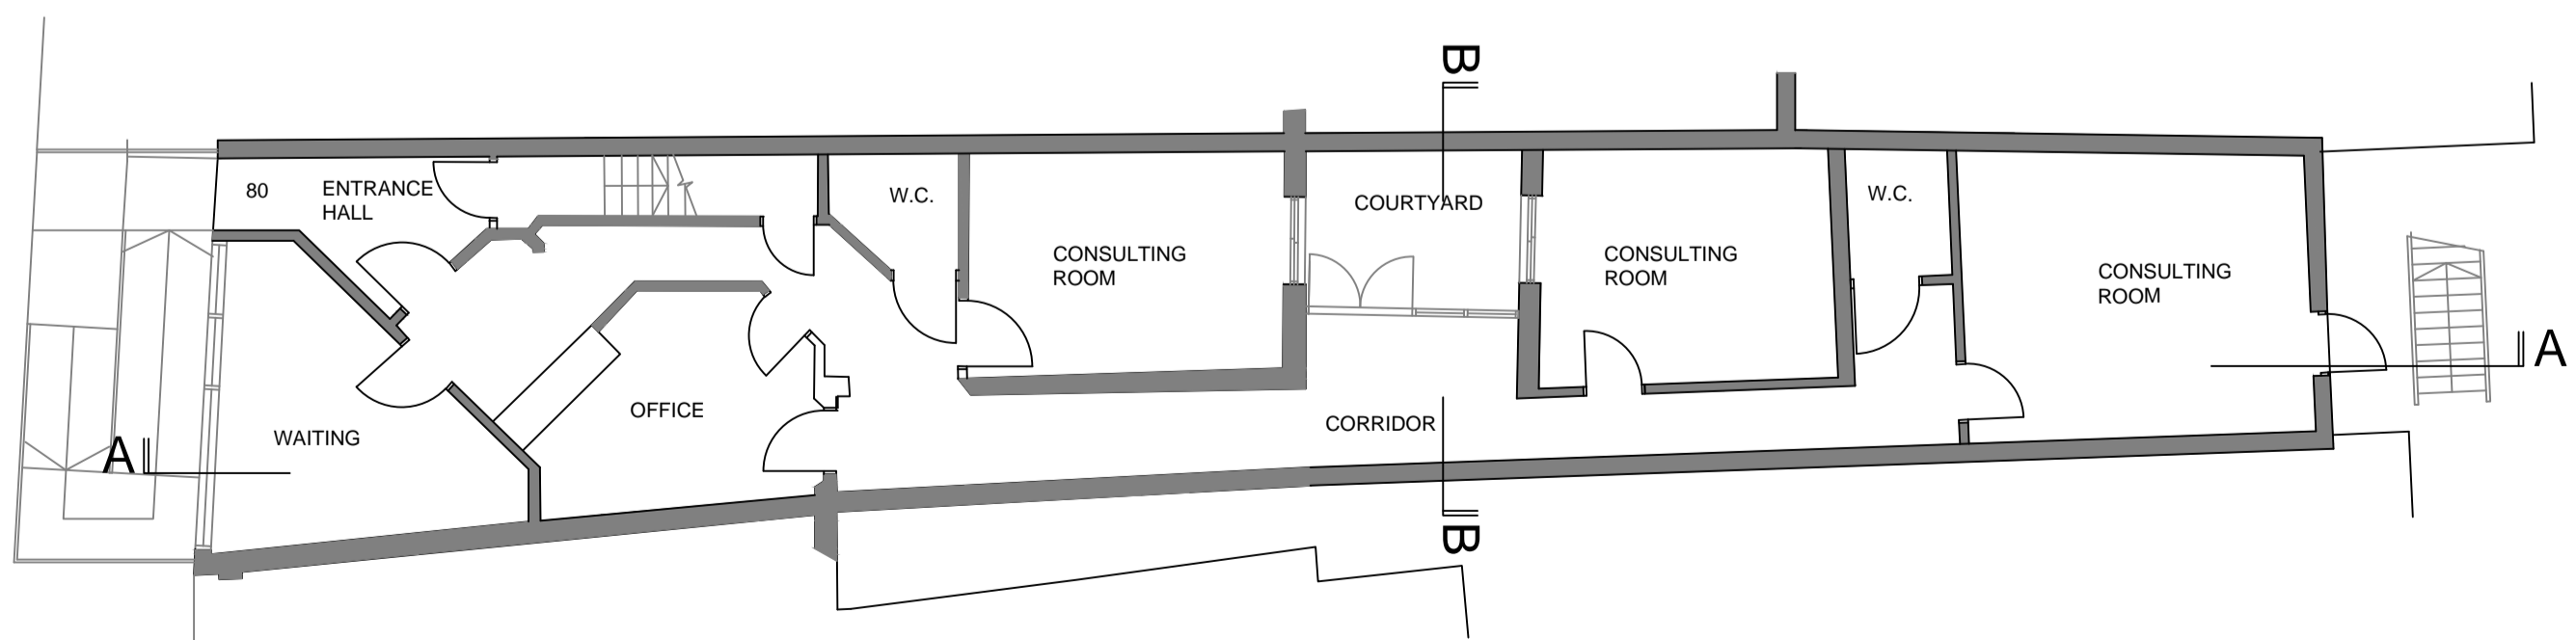 B
80
ENTRANCE
HALL
W.C.
CONSULTING
ROOM
COURTYARD
CONSULTING
ROOM
W.C.
CONSULTING
ROOM
A
WAITING
OFFICE
CORRIDOR
A
B